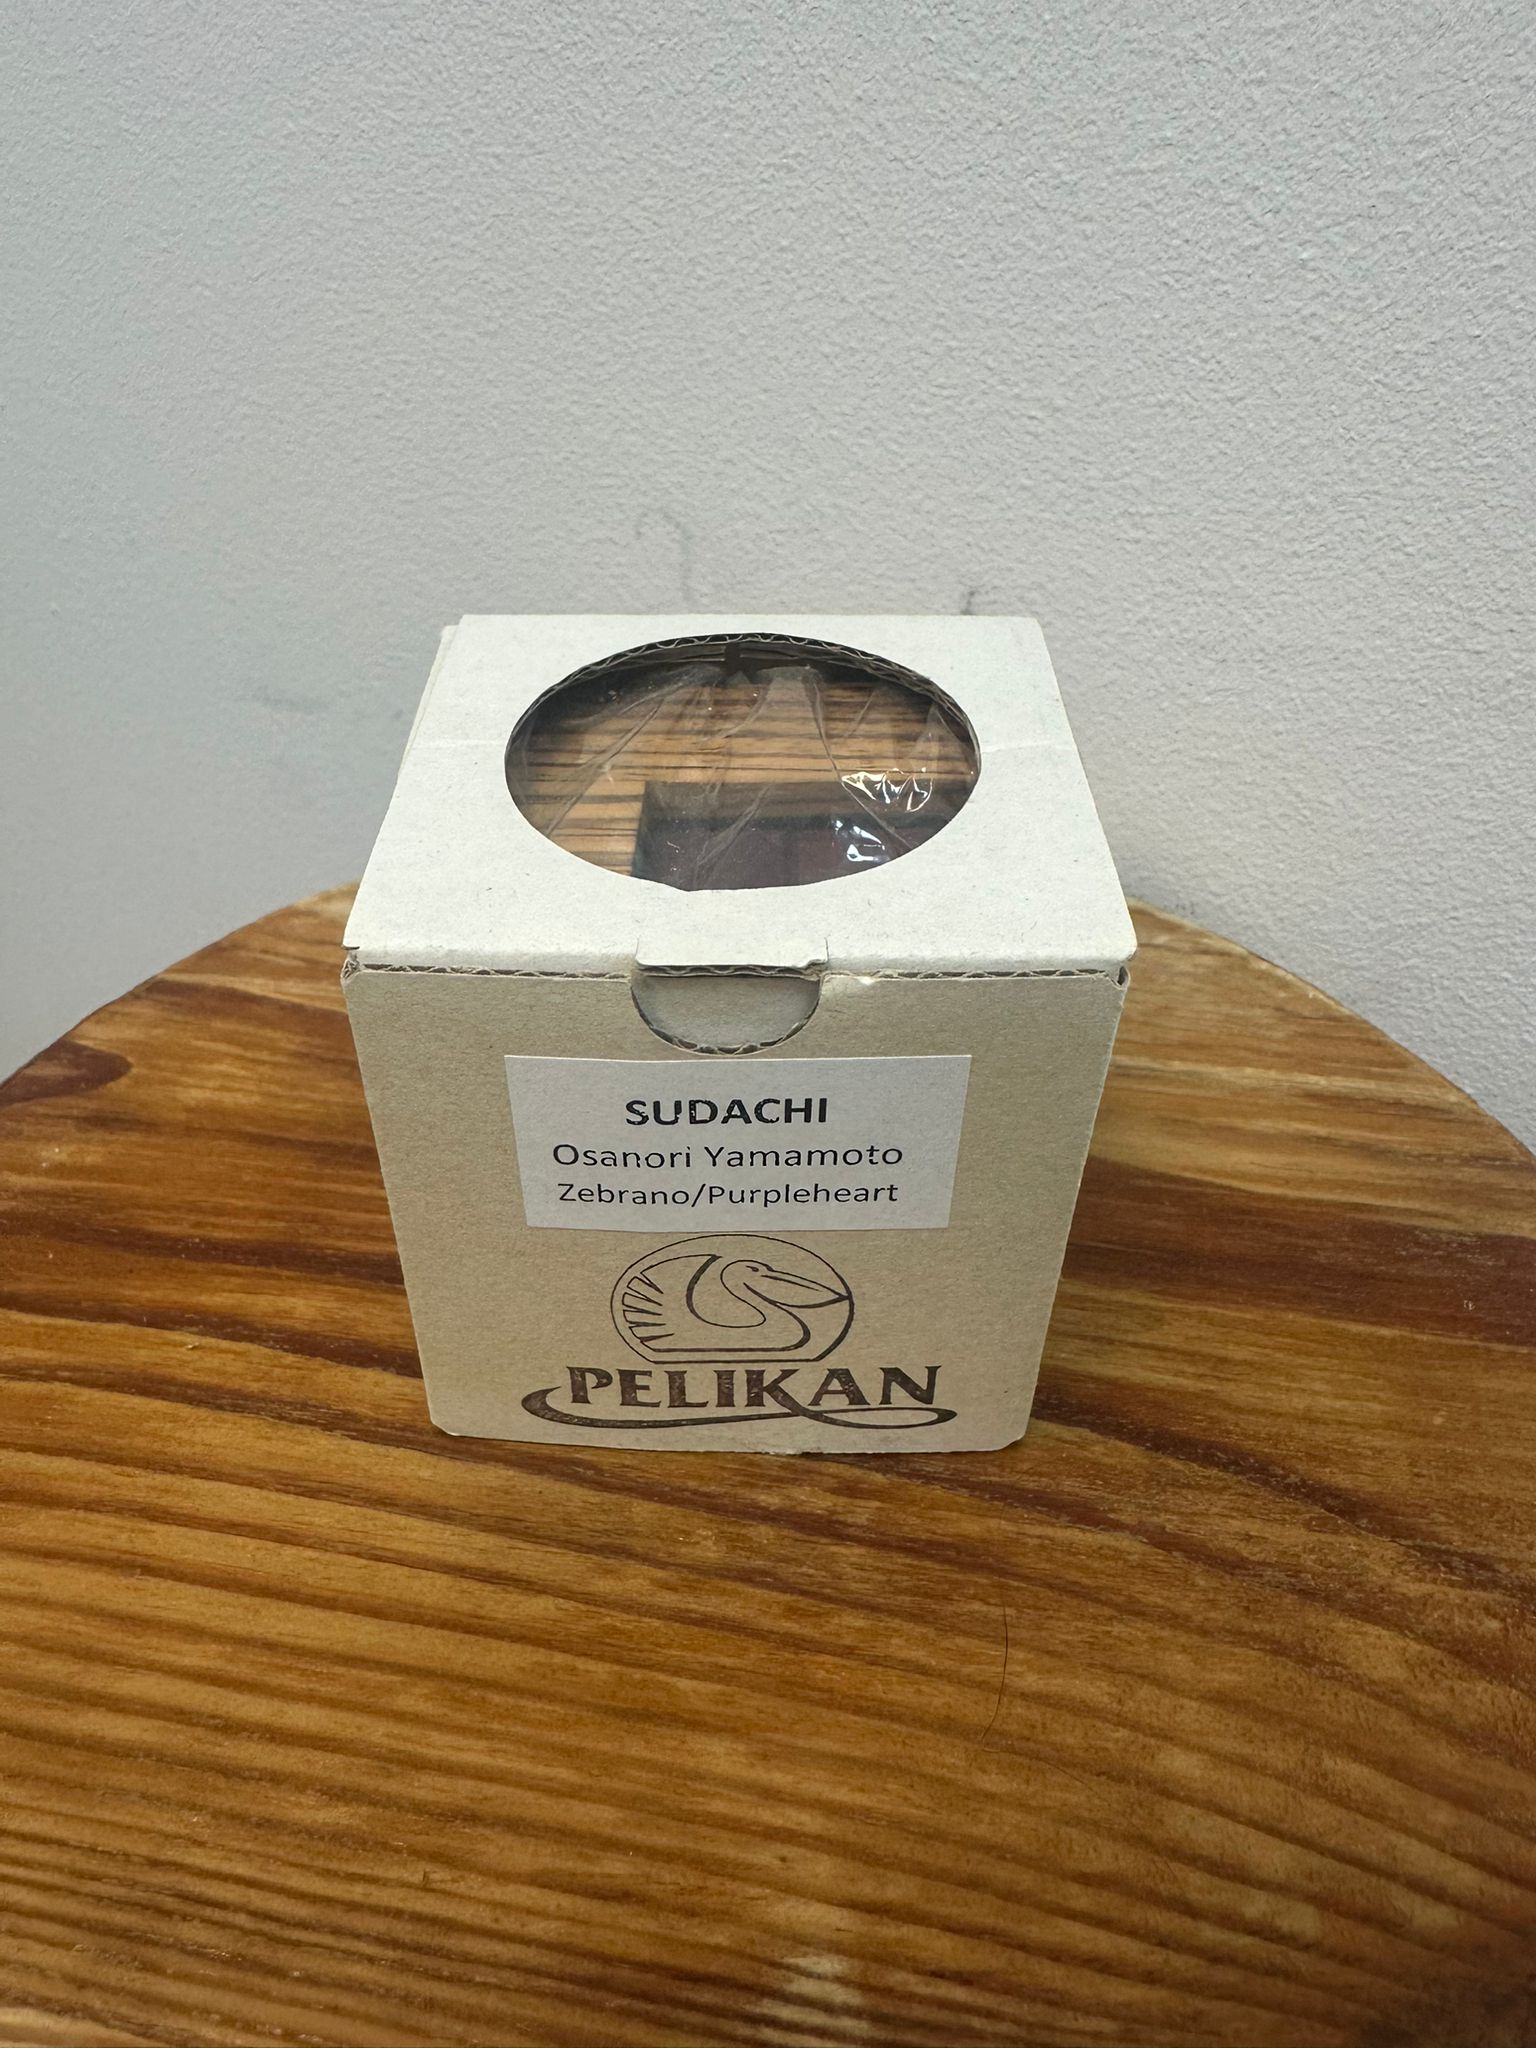 SUDACHI
Osanori Yamamoto
Zebrano/Purpleheart
PELIKAN